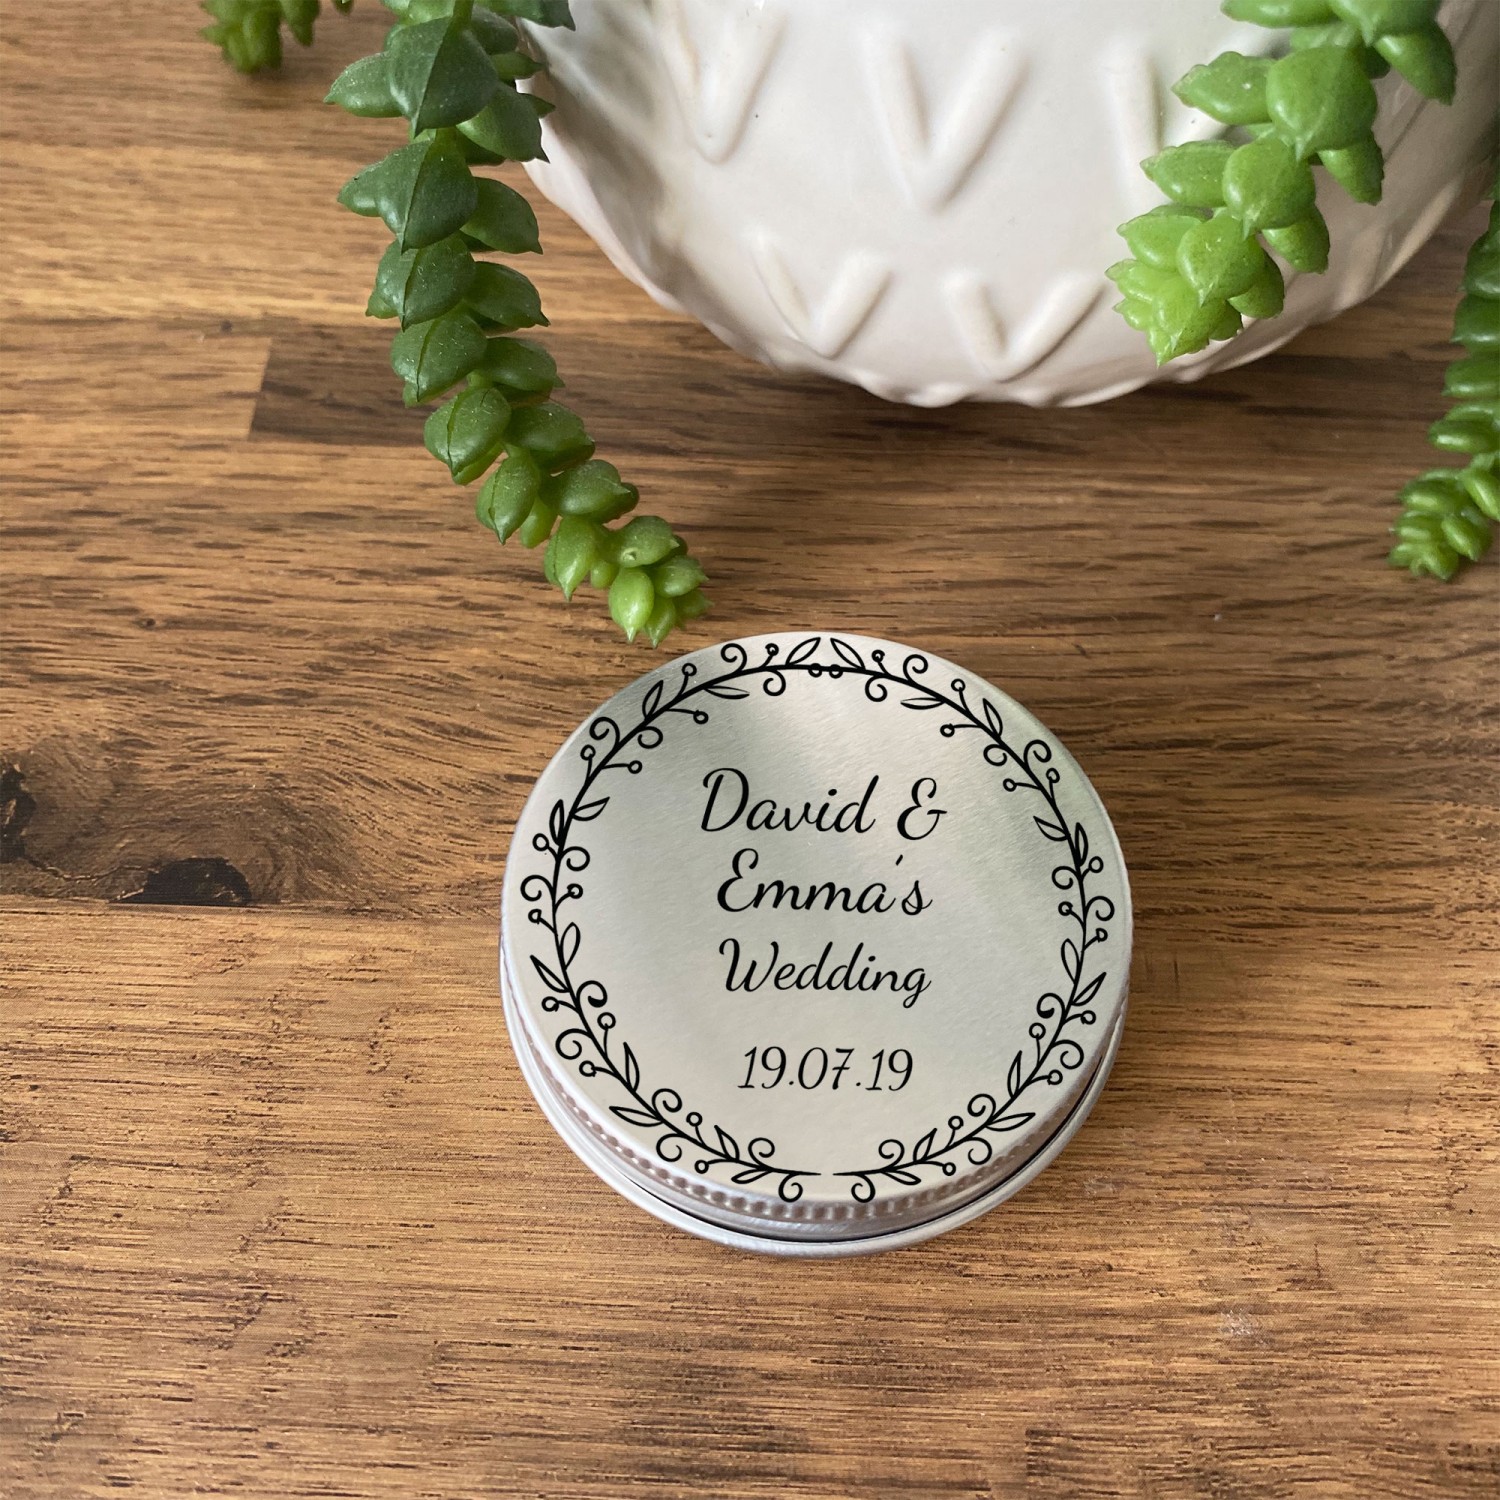 David &
Emma's
Wedding
19.07.19